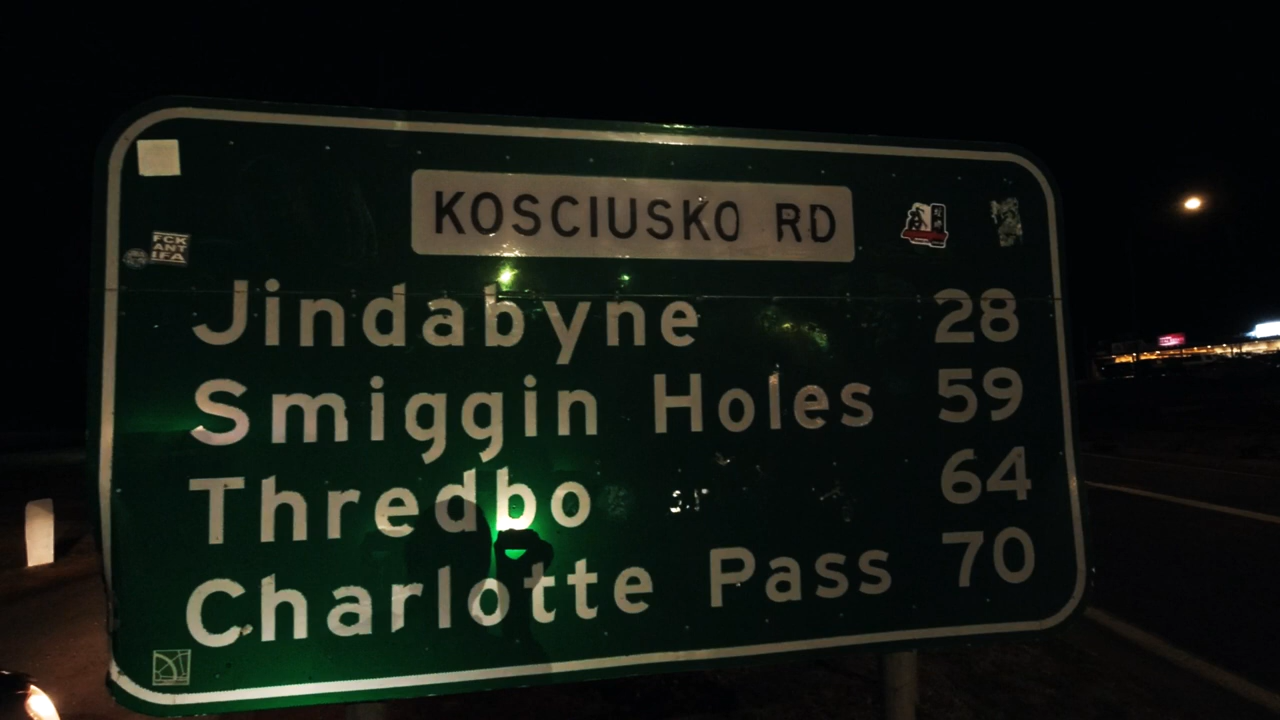 KOSCIUSKO RD
FCK
ANT
IFA
Jindabyne 28
Smiggin Holes 59
Thredbo 64
Charlotte Pass 70